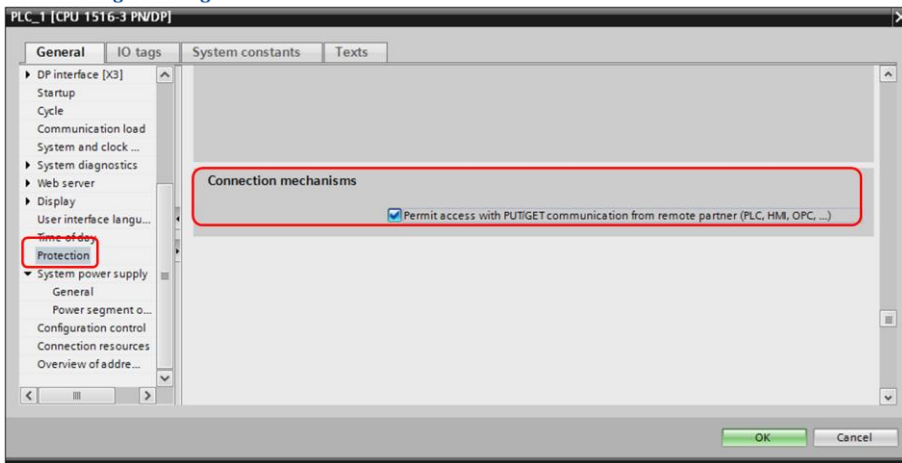 PLC_1 [CPU 1516-3 PN/DP]
General
IO tags
System constants
Texts
DP interface [X3]
Startup
Cycle
Communication load
System and clock ...
System diagnostics
Web server
Display
User interface langu...
Time of day
Protection
System power supply
General
Power segment o...
Configuration control
Connection resources
Overview of addre...
Connection mechanisms
Permit access with PUT/GET communication from remote partner (PLC, HMI, OPC, ...)
OK
Cancel